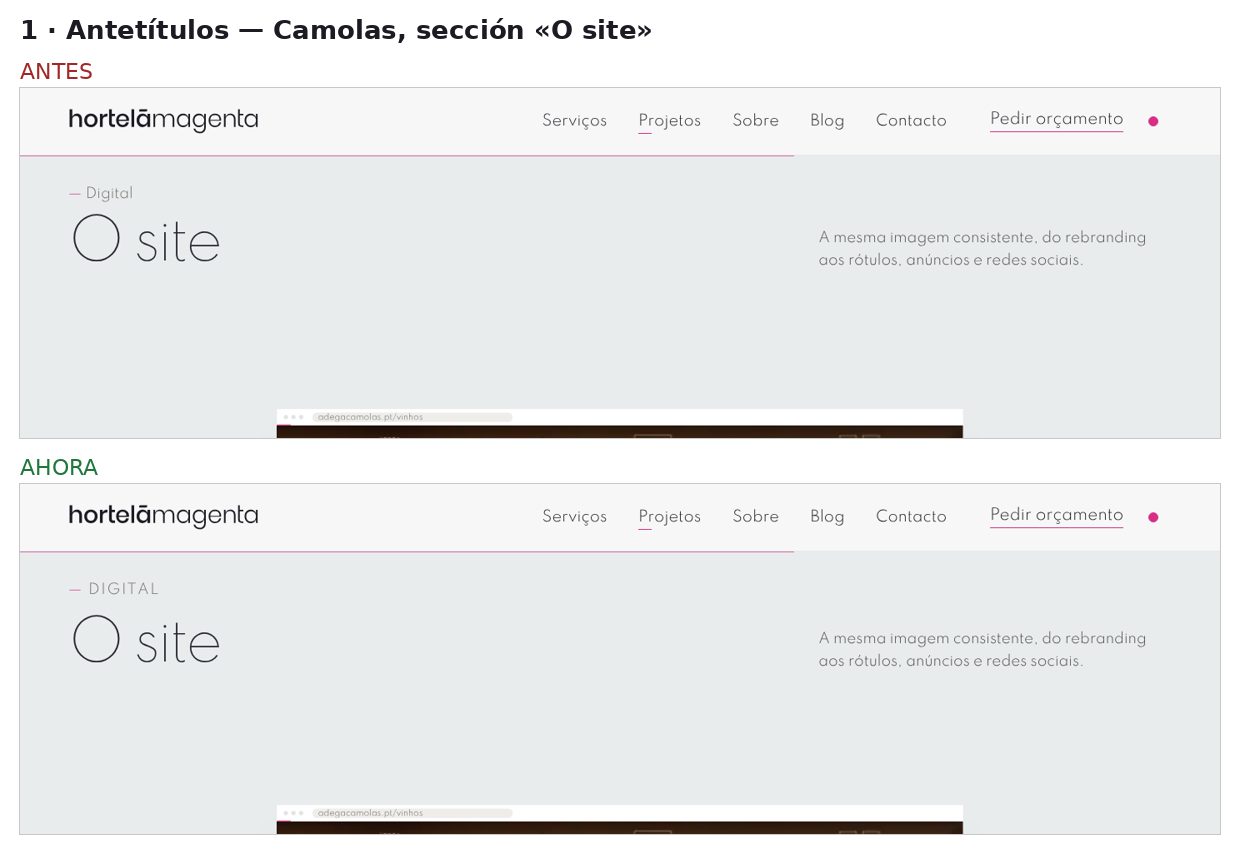 1 · Antetítulos — Camolas, sección «O site»
ANTES
hortelãmagenta Serviços Projetos Sobre Blog Contacto Pedir orçamento
— Digital
O site
A mesma imagem consistente, do rebranding
aos rótulos, anúncios e redes sociais.
adegacamolas.pt/vinhos
AHORA
hortelãmagenta Serviços Projetos Sobre Blog Contacto Pedir orçamento
— DIGITAL
O site
A mesma imagem consistente, do rebranding
aos rótulos, anúncios e redes sociais.
adegacamolas.pt/vinhos